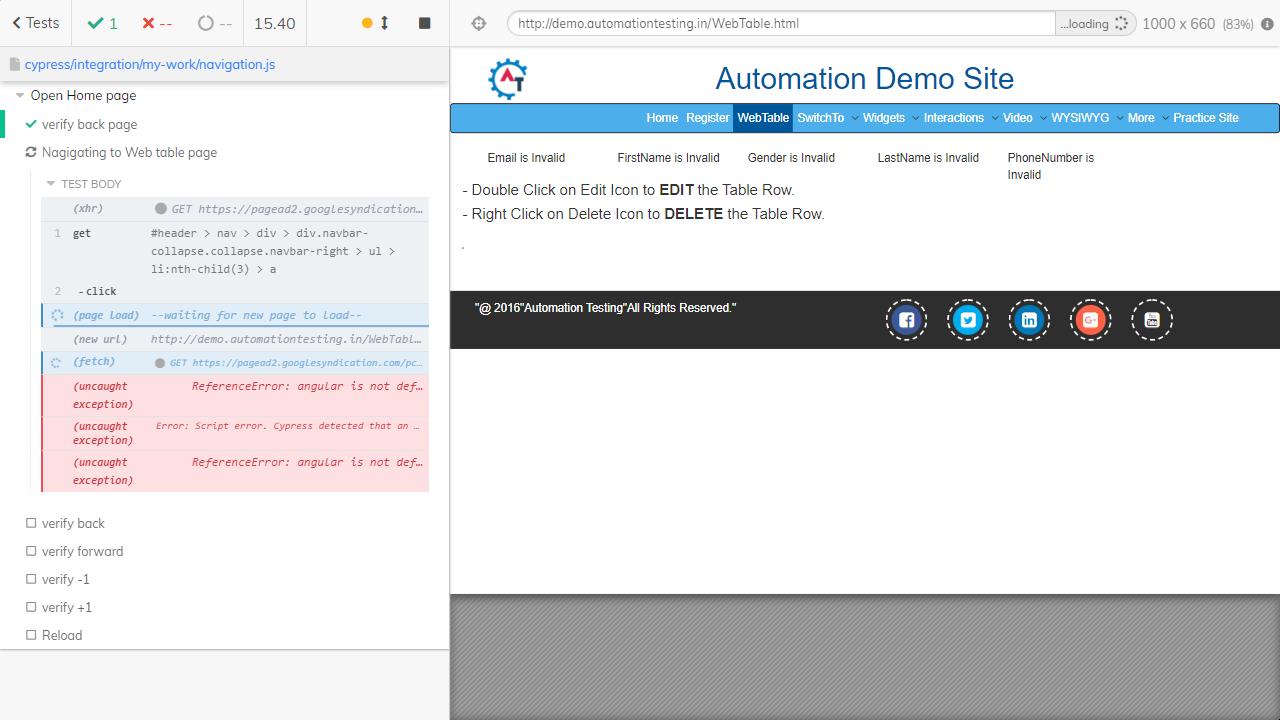 Tests
1
--
--
15.40
http://demo.automationtesting.in/WebTable.html
...loading
1000 x 660 (83%)
cypress/integration/my-work/navigation.js
Open Home page
verify back page
Nagigating to Web table page
TEST BODY
(xhr) GET https://pagead2.googlesyndication...
1 get #header > nav > div > div.navbar-
collapse.collapse.navbar-right > ul >
li:nth-child(3) > a
2 -click
(page load) --waiting for new page to load--
(new url) http://demo.automationtesting.in/WebTabl...
(fetch) GET https://pagead2.googlesyndication.com/pc...
(uncaught ReferenceError: angular is not def...
exception)
(uncaught Error: Script error. Cypress detected that an ...
exception)
(uncaught ReferenceError: angular is not def...
exception)
verify back
verify forward
verify -1
verify +1
Reload
AT
Automation Demo Site
Home Register WebTable SwitchTo Widgets Interactions Video WYSIWYG More Practice Site
Email is Invalid FirstName is Invalid Gender is Invalid LastName is Invalid PhoneNumber is
Invalid
- Double Click on Edit Icon to EDIT the Table Row.
- Right Click on Delete Icon to DELETE the Table Row.
"@ 2016"Automation Testing"All Rights Reserved."